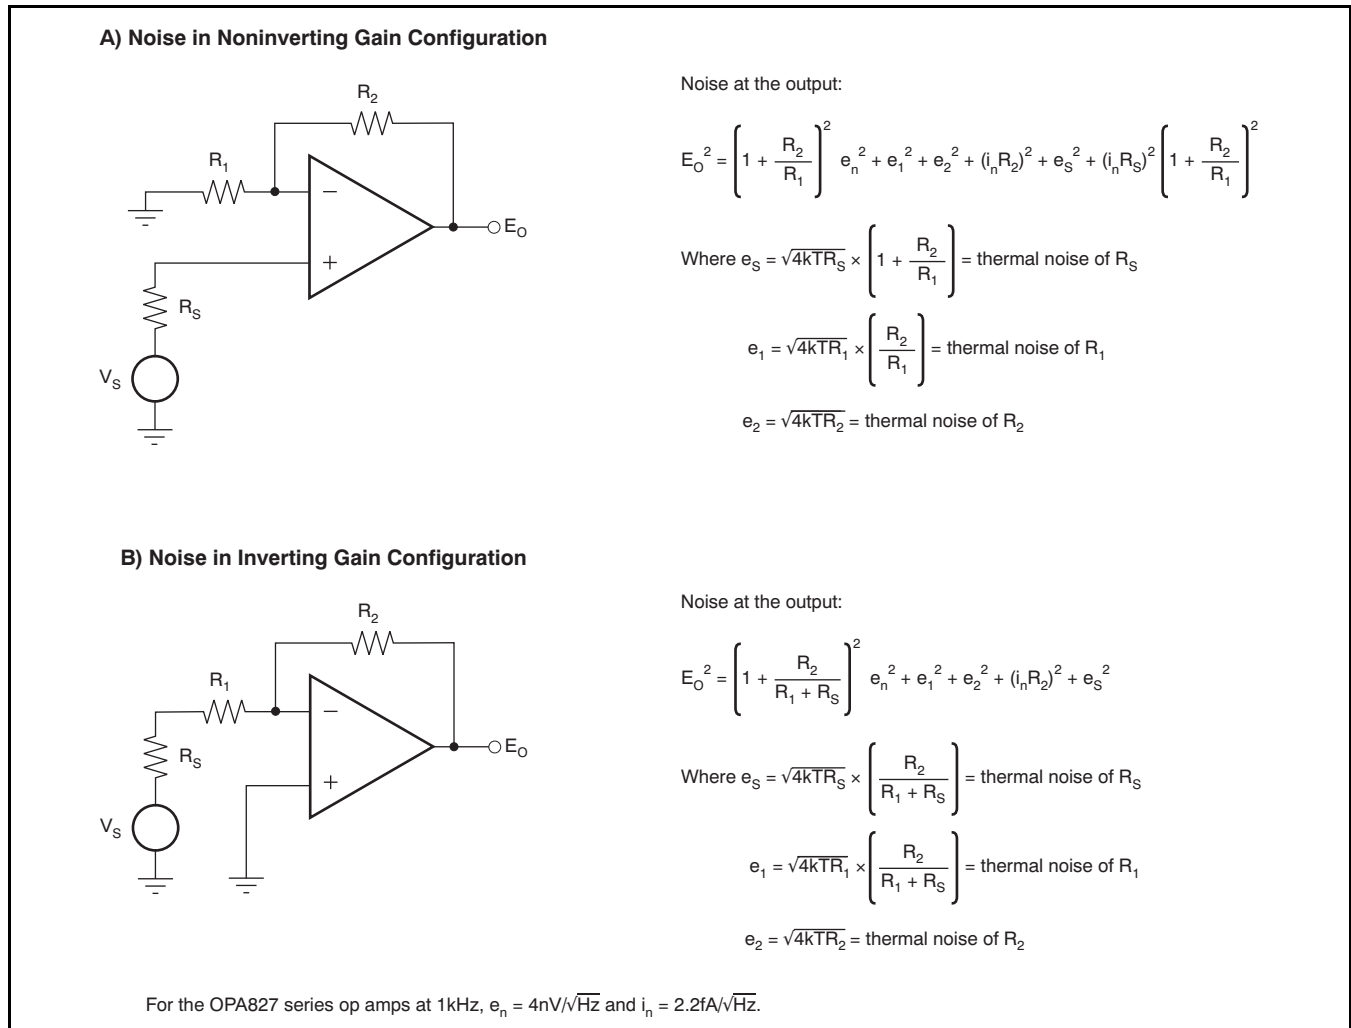 A) Noise in Noninverting Gain Configuration
R2
R1
−
+
EO
RS
VS
Noise at the output:
EO² = [1 + R2/R1]² en² + e1² + e2² + (inR2)² + eS² + (inRS)² [1 + R2/R1]²
Where eS = √4kTRS × [1 + R2/R1] = thermal noise of RS
e1 = √4kTR1 × [R2/R1] = thermal noise of R1
e2 = √4kTR2 = thermal noise of R2
B) Noise in Inverting Gain Configuration
R2
R1
−
+
EO
RS
VS
Noise at the output:
EO² = [1 + R2/(R1 + RS)]² en² + e1² + e2² + (inR2)² + eS²
Where eS = √4kTRS × [R2/(R1 + RS)] = thermal noise of RS
e1 = √4kTR1 × [R2/(R1 + RS)] = thermal noise of R1
e2 = √4kTR2 = thermal noise of R2
For the OPA827 series op amps at 1kHz, en = 4nV/√Hz and in = 2.2fA/√Hz.